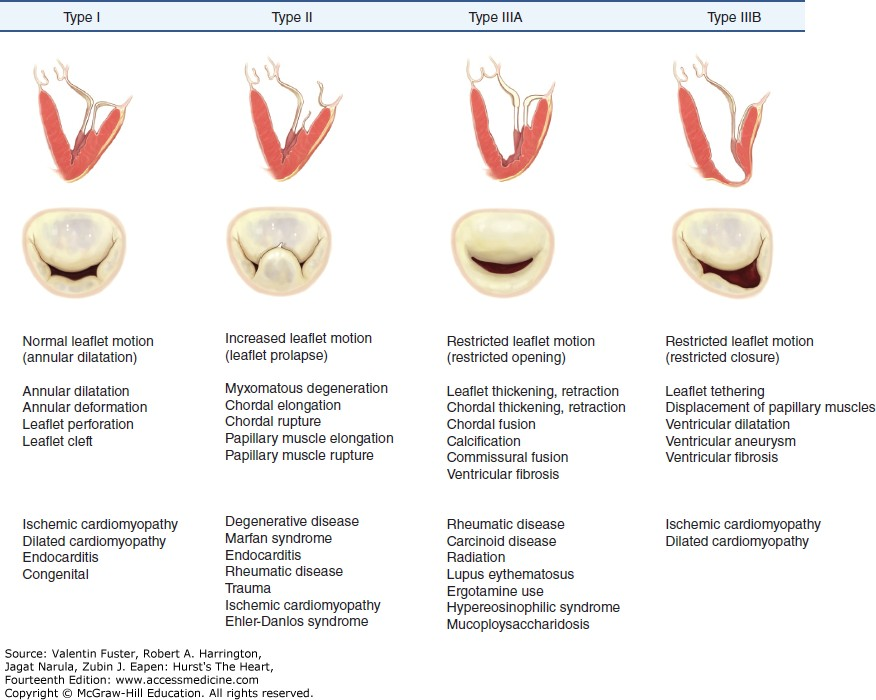 Type I
Type II
Type IIIA
Type IIIB
Normal leaflet motion
(annular dilatation)
Increased leaflet motion
(leaflet prolapse)
Restricted leaflet motion
(restricted opening)
Restricted leaflet motion
(restricted closure)
Annular dilatation
Annular deformation
Leaflet perforation
Leaflet cleft
Myxomatous degeneration
Chordal elongation
Chordal rupture
Papillary muscle elongation
Papillary muscle rupture
Leaflet thickening, retraction
Chordal thickening, retraction
Chordal fusion
Calcification
Commissural fusion
Ventricular fibrosis
Leaflet tethering
Displacement of papillary muscles
Ventricular dilatation
Ventricular aneurysm
Ventricular fibrosis
Ischemic cardiomyopathy
Dilated cardiomyopathy
Endocarditis
Congenital
Degenerative disease
Marfan syndrome
Endocarditis
Rheumatic disease
Trauma
Ischemic cardiomyopathy
Ehler-Danlos syndrome
Rheumatic disease
Carcinoid disease
Radiation
Lupus eythematosus
Ergotamine use
Hypereosinophilic syndrome
Mucoploysaccharidosis
Ischemic cardiomyopathy
Dilated cardiomyopathy
Source: Valentin Fuster, Robert A. Harrington,
Jagat Narula, Zubin J. Eapen: Hurst's The Heart,
Fourteenth Edition: www.accessmedicine.com
Copyright © McGraw-Hill Education. All rights reserved.